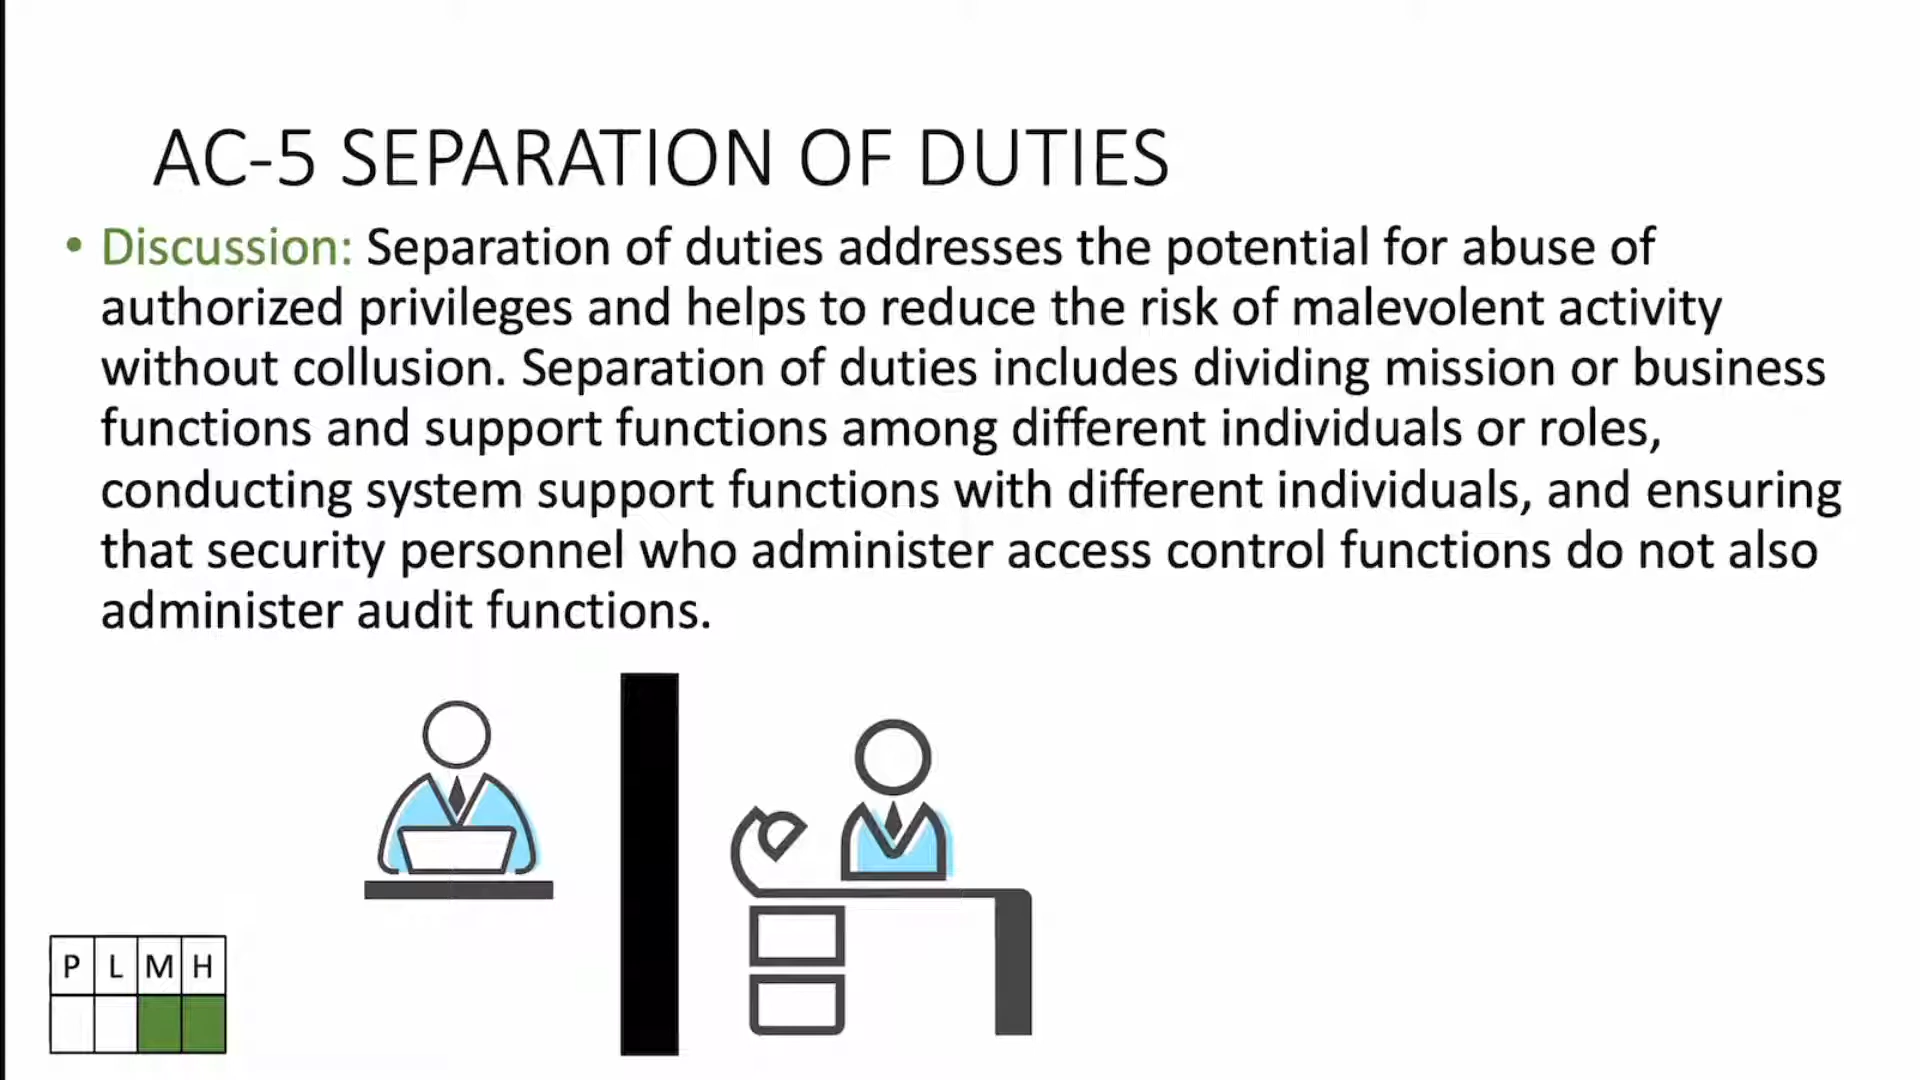 AC-5 SEPARATION OF DUTIES
• Discussion: Separation of duties addresses the potential for abuse of
authorized privileges and helps to reduce the risk of malevolent activity
without collusion. Separation of duties includes dividing mission or business
functions and support functions among different individuals or roles,
conducting system support functions with different individuals, and ensuring
that security personnel who administer access control functions do not also
administer audit functions.
P L M H